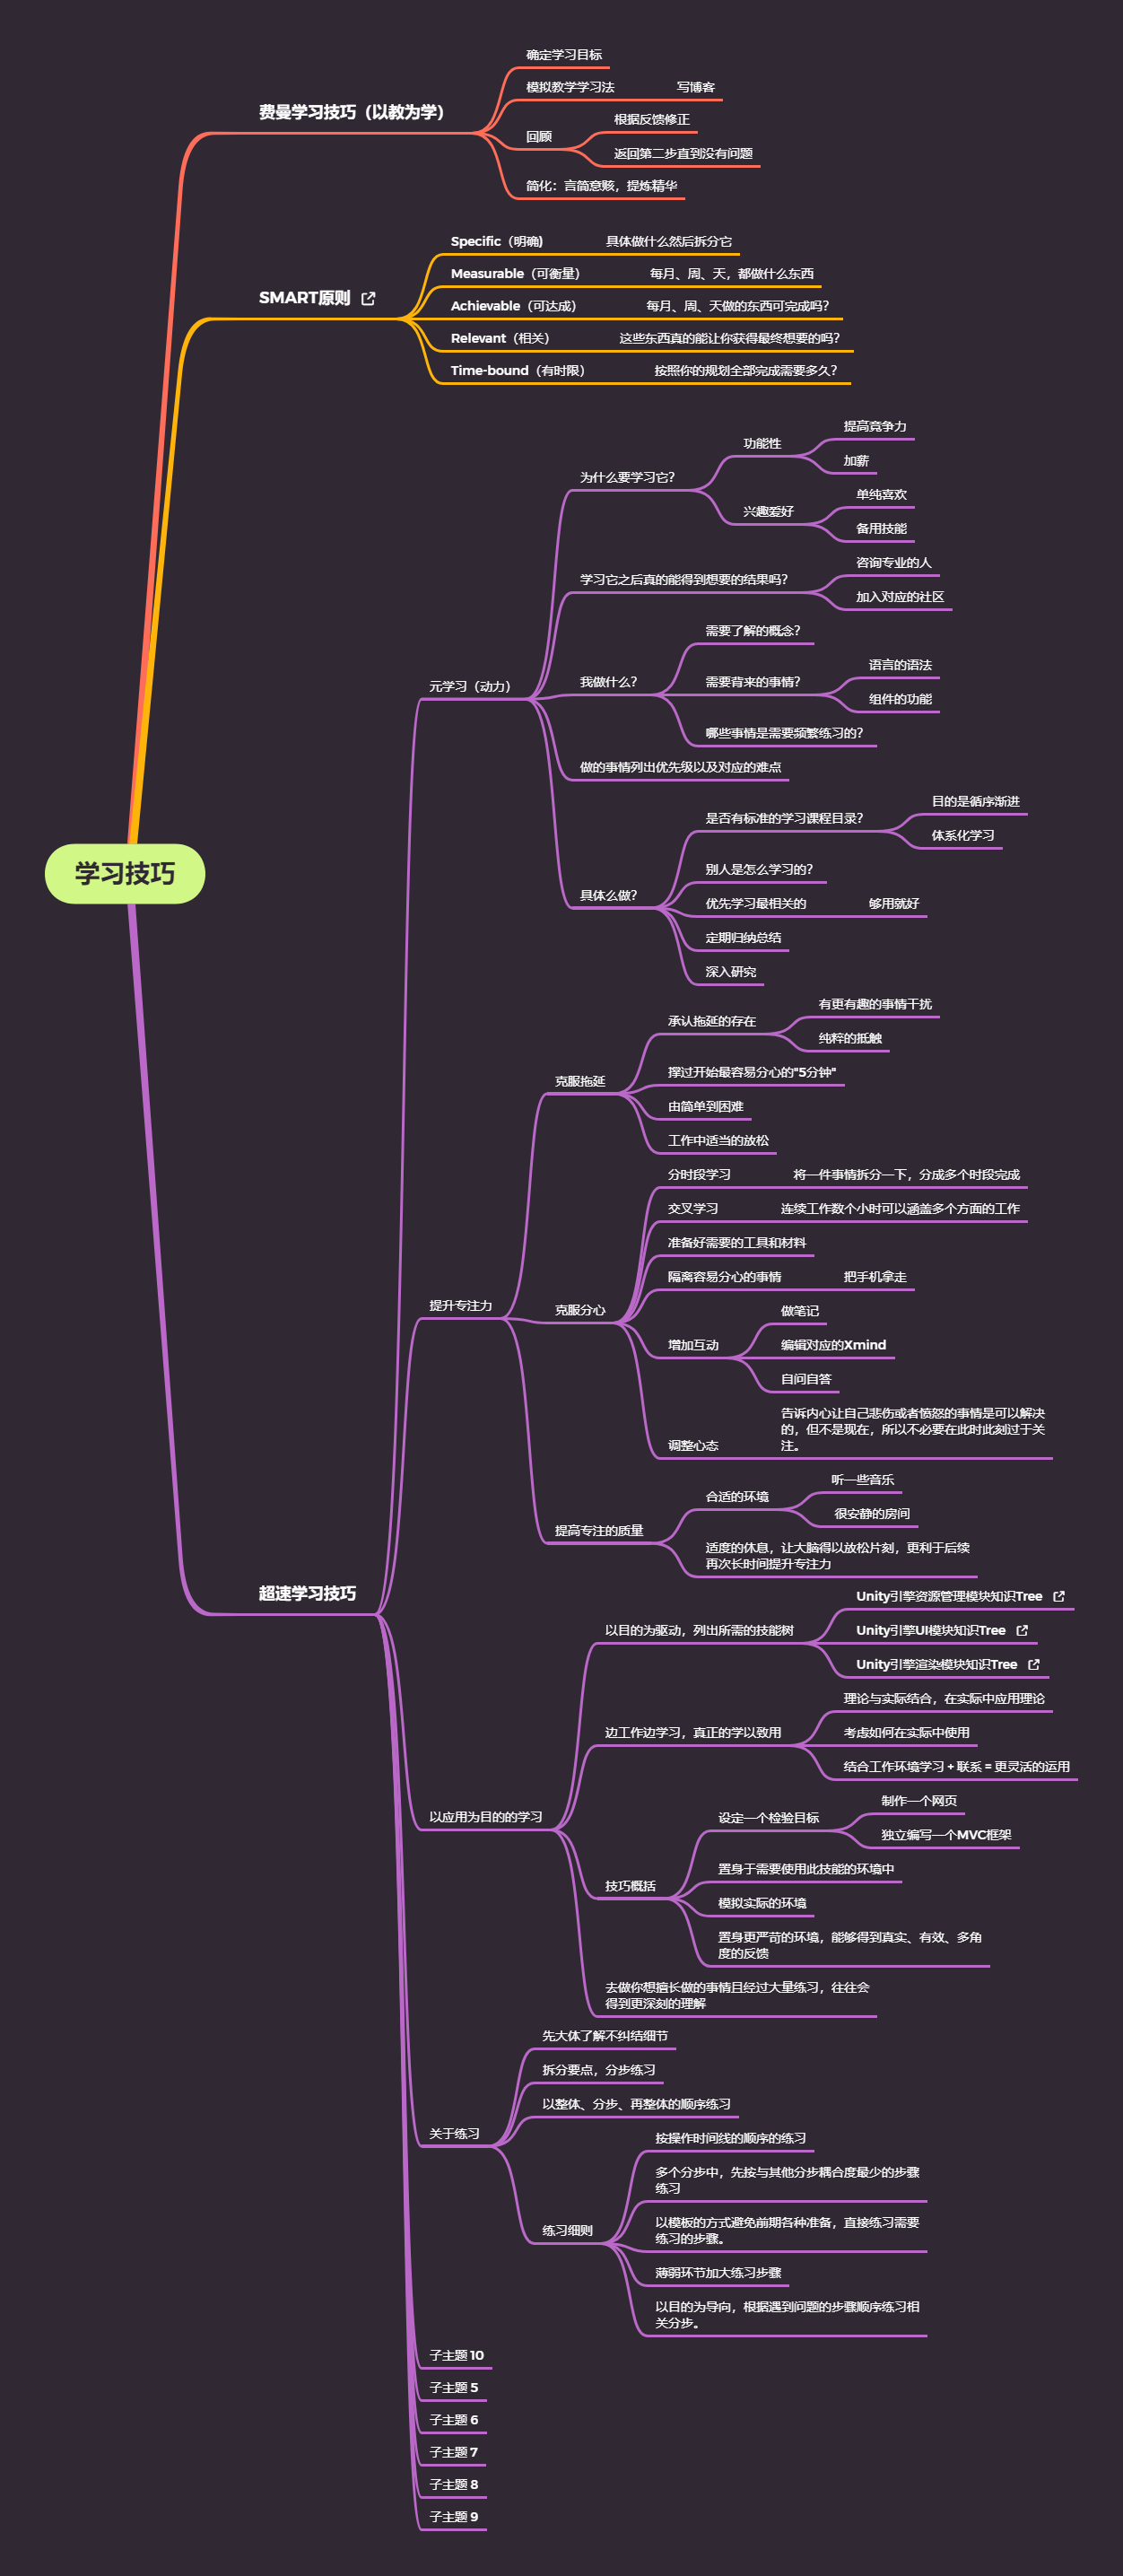 确定学习目标
模拟教学学习法 写博客
费曼学习技巧（以教为学）
根据反馈修正
回顾
返回第二步直到没有问题
简化：言简意赅，提炼精华
Specific（明确） 具体做什么然后拆分它
Measurable（可衡量） 每月、周、天，都做什么东西
SMART原则
Achievable（可达成） 每月、周、天做的东西可完成吗？
Relevant（相关） 这些东西真的能让你获得最终想要的吗？
Time-bound（有时限） 按照你的规划全部完成需要多久？
提高竞争力
功能性
加薪
为什么要学习它？
单纯喜欢
兴趣爱好
备用技能
咨询专业的人
学习它之后真的能得到想要的结果吗？
加入对应的社区
需要了解的概念？
语言的语法
元学习（动力）
我做什么？
需要背来的事情？
组件的功能
哪些事情是需要频繁练习的？
做的事情列出优先级以及对应的难点
目的是循序渐进
是否有标准的学习课程目录？
体系化学习
学习技巧
别人是怎么学习的？
具体么做？
优先学习最相关的 够用就好
定期归纳总结
深入研究
有更有趣的事情干扰
承认拖延的存在
纯粹的抵触
克服拖延
撑过开始最容易分心的"5分钟"
由简单到困难
工作中适当的放松
分时段学习 将一件事情拆分一下，分成多个时段完成
交叉学习 连续工作数个小时可以涵盖多个方面的工作
准备好需要的工具和材料
隔离容易分心的事情 把手机拿走
提升专注力
克服分心
做笔记
增加互动
编辑对应的Xmind
自问自答
告诉内心让自己悲伤或者愤怒的事情是可以解决
的，但不是现在，所以不必要在此时此刻过于关
注。
调整心态
听一些音乐
合适的环境
很安静的房间
提高专注的质量
适度的休息，让大脑得以放松片刻，更利于后续
再次长时间提升专注力
超速学习技巧
Unity引擎资源管理模块知识Tree
以目的为驱动，列出所需的技能树
Unity引擎UI模块知识Tree
Unity引擎渲染模块知识Tree
理论与实际结合，在实际中应用理论
边工作边学习，真正的学以致用
考虑如何在实际中使用
结合工作环境学习 + 联系 = 更灵活的运用
以应用为目的的学习
制作一个网页
设定一个检验目标
独立编写一个MVC框架
置身于需要使用此技能的环境中
技巧概括
模拟实际的环境
置身更严苛的环境，能够得到真实、有效、多角
度的反馈
去做你想擅长做的事情且经过大量练习，往往会
得到更深刻的理解
先大体了解不纠结细节
拆分要点，分步练习
以整体、分步、再整体的顺序练习
关于练习
按操作时间线的顺序的练习
多个分步中，先按与其他分步耦合度最少的步骤
练习
练习细则
以模板的方式避免前期各种准备，直接练习需要
练习的步骤。
薄弱环节加大练习步骤
以目的为导向，根据遇到问题的步骤顺序练习相
关分步。
子主题 10
子主题 5
子主题 6
子主题 7
子主题 8
子主题 9